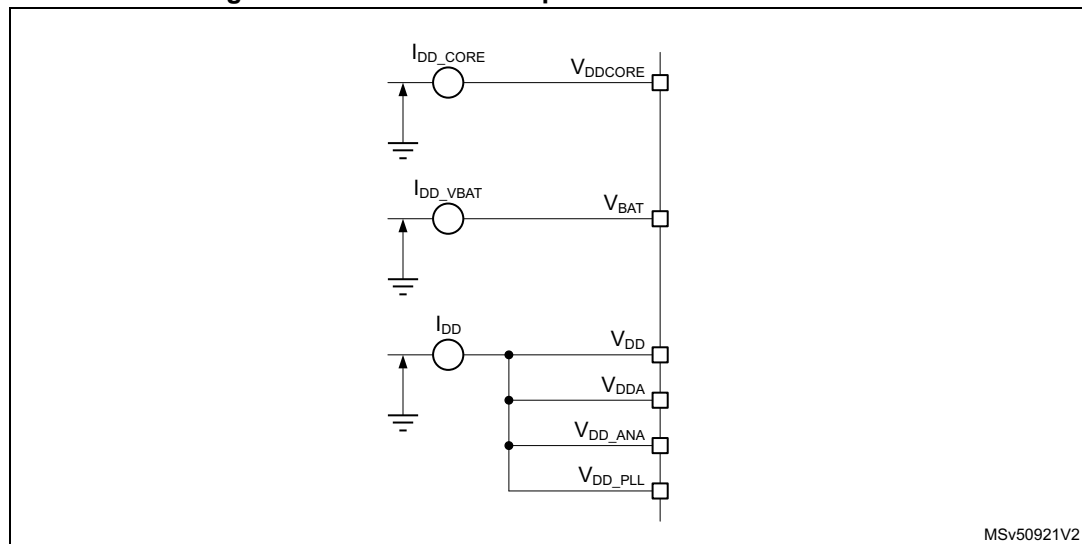 I_DD_CORE
V_DDCORE
I_DD_VBAT
V_BAT
I_DD
V_DD
V_DDA
V_DD_ANA
V_DD_PLL
MSv50921V2